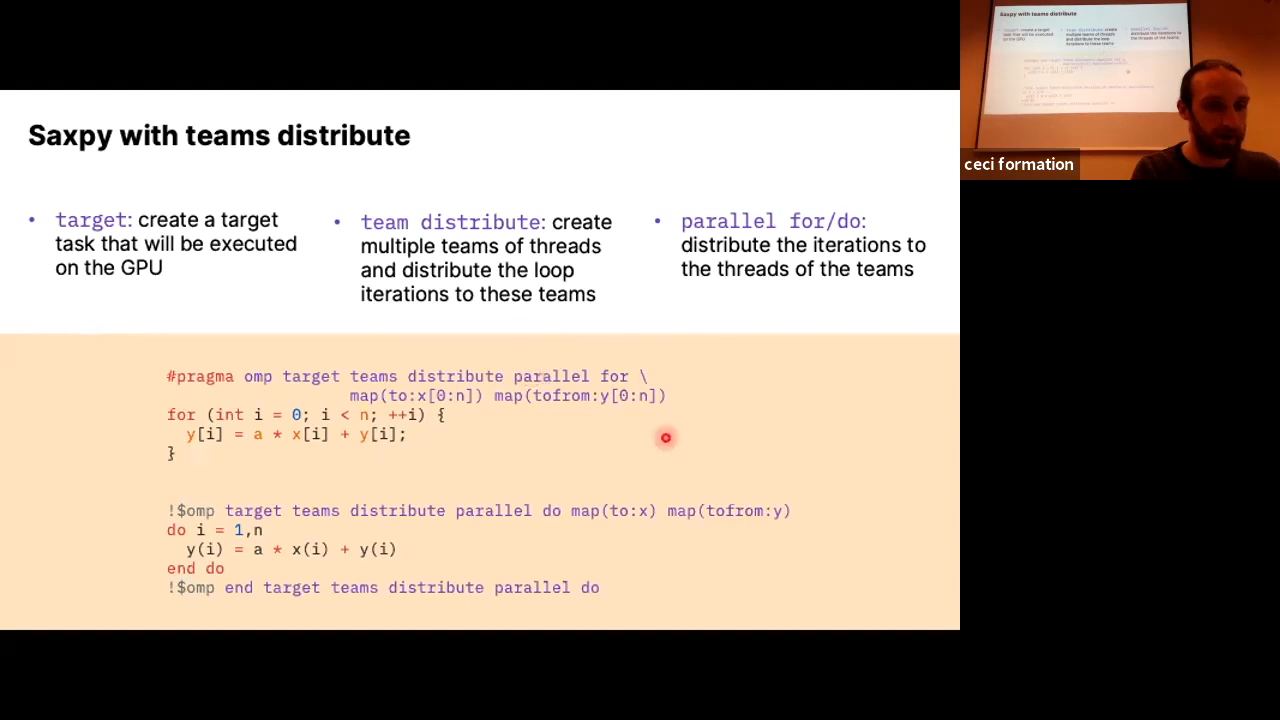 Saxpy with teams distribute
• target: create a target
task that will be executed
on the GPU
• team distribute: create
multiple teams of threads
and distribute the loop
iterations to these teams
• parallel for/do:
distribute the iterations to
the threads of the teams
#pragma omp target teams distribute parallel for \
map(to:x[0:n]) map(tofrom:y[0:n])
for (int i = 0; i < n; ++i) {
y[i] = a * x[i] + y[i];
}
!$omp target teams distribute parallel do map(to:x) map(tofrom:y)
do i = 1,n
y(i) = a * x(i) + y(i)
end do
!$omp end target teams distribute parallel do
Saxpy with teams distribute
ceci formation